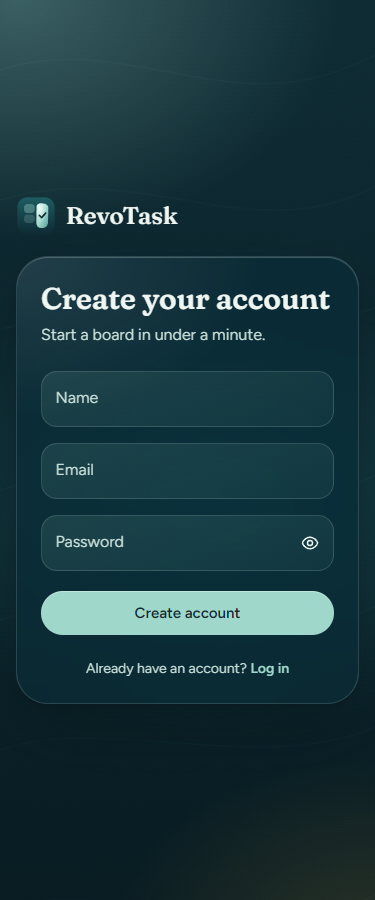 RevoTask
Create your account
Start a board in under a minute.
Name
Email
Password
Create account
Already have an account? Log in